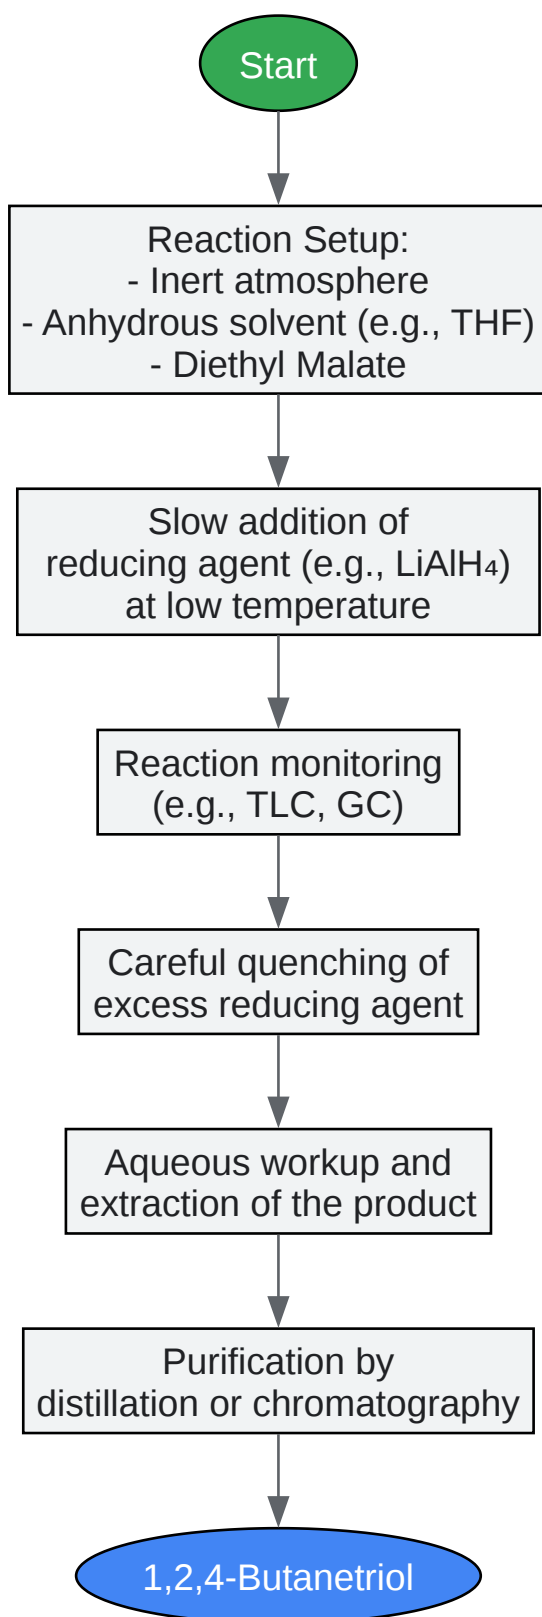 Start
Reaction Setup:
- Inert atmosphere
- Anhydrous solvent (e.g., THF)
- Diethyl Malate
Slow addition of
reducing agent (e.g., LiAlH₄)
at low temperature
Reaction monitoring
(e.g., TLC, GC)
Careful quenching of
excess reducing agent
Aqueous workup and
extraction of the product
Purification by
distillation or chromatography
1,2,4-Butanetriol